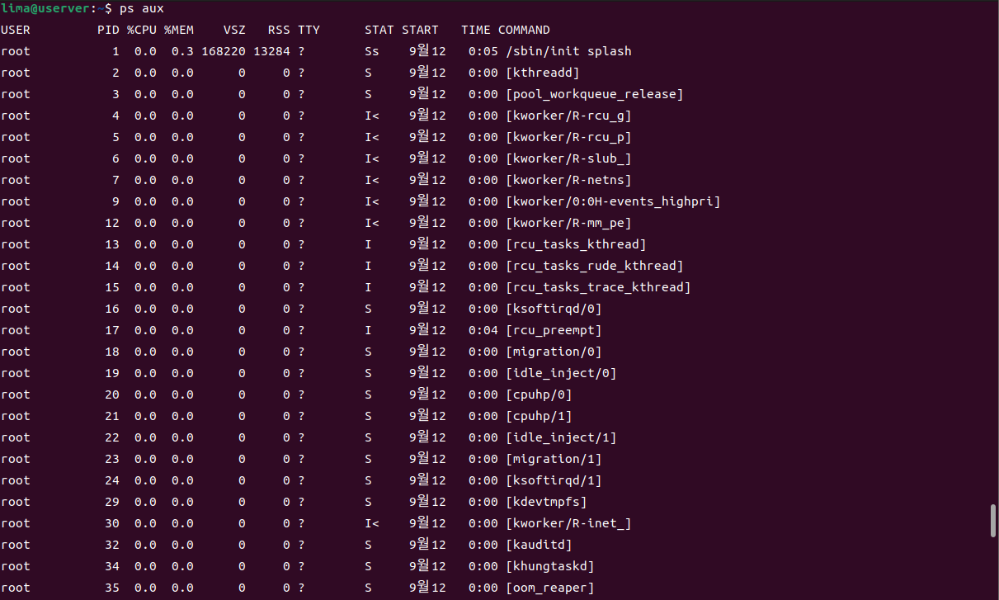 lima@userver:~$ ps aux
USER         PID %CPU %MEM    VSZ   RSS TTY      STAT START   TIME COMMAND
root           1  0.0  0.3 168220 13284 ?        Ss    9월12   0:05 /sbin/init splash
root           2  0.0  0.0      0     0 ?        S     9월12   0:00 [kthreadd]
root           3  0.0  0.0      0     0 ?        S     9월12   0:00 [pool_workqueue_release]
root           4  0.0  0.0      0     0 ?        I<    9월12   0:00 [kworker/R-rcu_g]
root           5  0.0  0.0      0     0 ?        I<    9월12   0:00 [kworker/R-rcu_p]
root           6  0.0  0.0      0     0 ?        I<    9월12   0:00 [kworker/R-slub_]
root           7  0.0  0.0      0     0 ?        I<    9월12   0:00 [kworker/R-netns]
root           9  0.0  0.0      0     0 ?        I<    9월12   0:00 [kworker/0:0H-events_highpri]
root          12  0.0  0.0      0     0 ?        I<    9월12   0:00 [kworker/R-mm_pe]
root          13  0.0  0.0      0     0 ?        I     9월12   0:00 [rcu_tasks_kthread]
root          14  0.0  0.0      0     0 ?        I     9월12   0:00 [rcu_tasks_rude_kthread]
root          15  0.0  0.0      0     0 ?        I     9월12   0:00 [rcu_tasks_trace_kthread]
root          16  0.0  0.0      0     0 ?        S     9월12   0:00 [ksoftirqd/0]
root          17  0.0  0.0      0     0 ?        I     9월12   0:04 [rcu_preempt]
root          18  0.0  0.0      0     0 ?        S     9월12   0:00 [migration/0]
root          19  0.0  0.0      0     0 ?        S     9월12   0:00 [idle_inject/0]
root          20  0.0  0.0      0     0 ?        S     9월12   0:00 [cpuhp/0]
root          21  0.0  0.0      0     0 ?        S     9월12   0:00 [cpuhp/1]
root          22  0.0  0.0      0     0 ?        S     9월12   0:00 [idle_inject/1]
root          23  0.0  0.0      0     0 ?        S     9월12   0:00 [migration/1]
root          24  0.0  0.0      0     0 ?        S     9월12   0:00 [ksoftirqd/1]
root          29  0.0  0.0      0     0 ?        S     9월12   0:00 [kdevtmpfs]
root          30  0.0  0.0      0     0 ?        I<    9월12   0:00 [kworker/R-inet_]
root          32  0.0  0.0      0     0 ?        S     9월12   0:00 [kauditd]
root          34  0.0  0.0      0     0 ?        S     9월12   0:00 [khungtaskd]
root          35  0.0  0.0      0     0 ?        S     9월12   0:00 [oom_reaper]